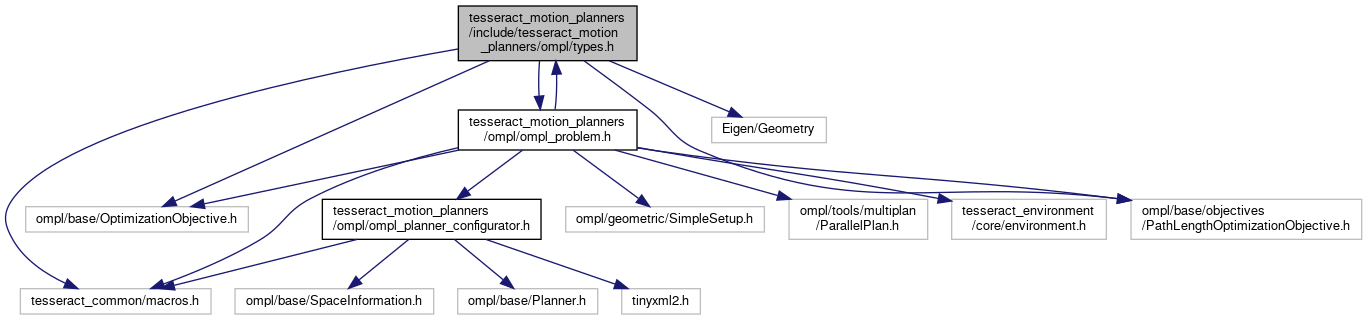 tesseract_motion_planners
/include/tesseract_motion
_planners/ompl/types.h
tesseract_motion_planners
/ompl/ompl_problem.h
Eigen/Geometry
ompl/base/OptimizationObjective.h
tesseract_motion_planners
/ompl/ompl_planner_configurator.h
ompl/geometric/SimpleSetup.h
ompl/tools/multiplan
/ParallelPlan.h
tesseract_environment
/core/environment.h
ompl/base/objectives
/PathLengthOptimizationObjective.h
tesseract_common/macros.h
ompl/base/SpaceInformation.h
ompl/base/Planner.h
tinyxml2.h